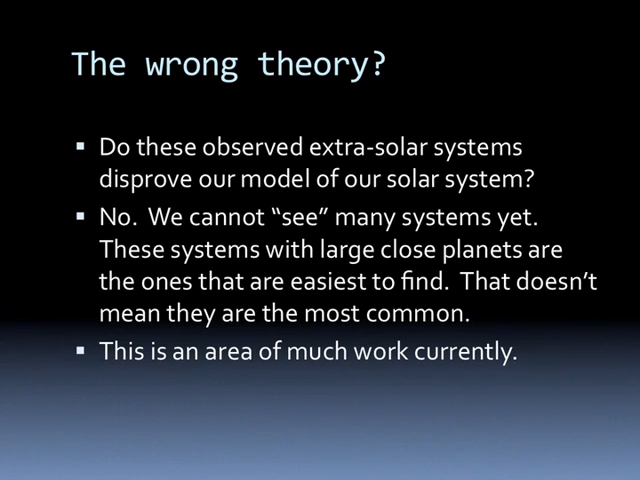 The wrong theory?
▪ Do these observed extra-solar systems
disprove our model of our solar system?
▪ No.  We cannot “see” many systems yet.
These systems with large close planets are
the ones that are easiest to find.  That doesn’t
mean they are the most common.
▪ This is an area of much work currently.